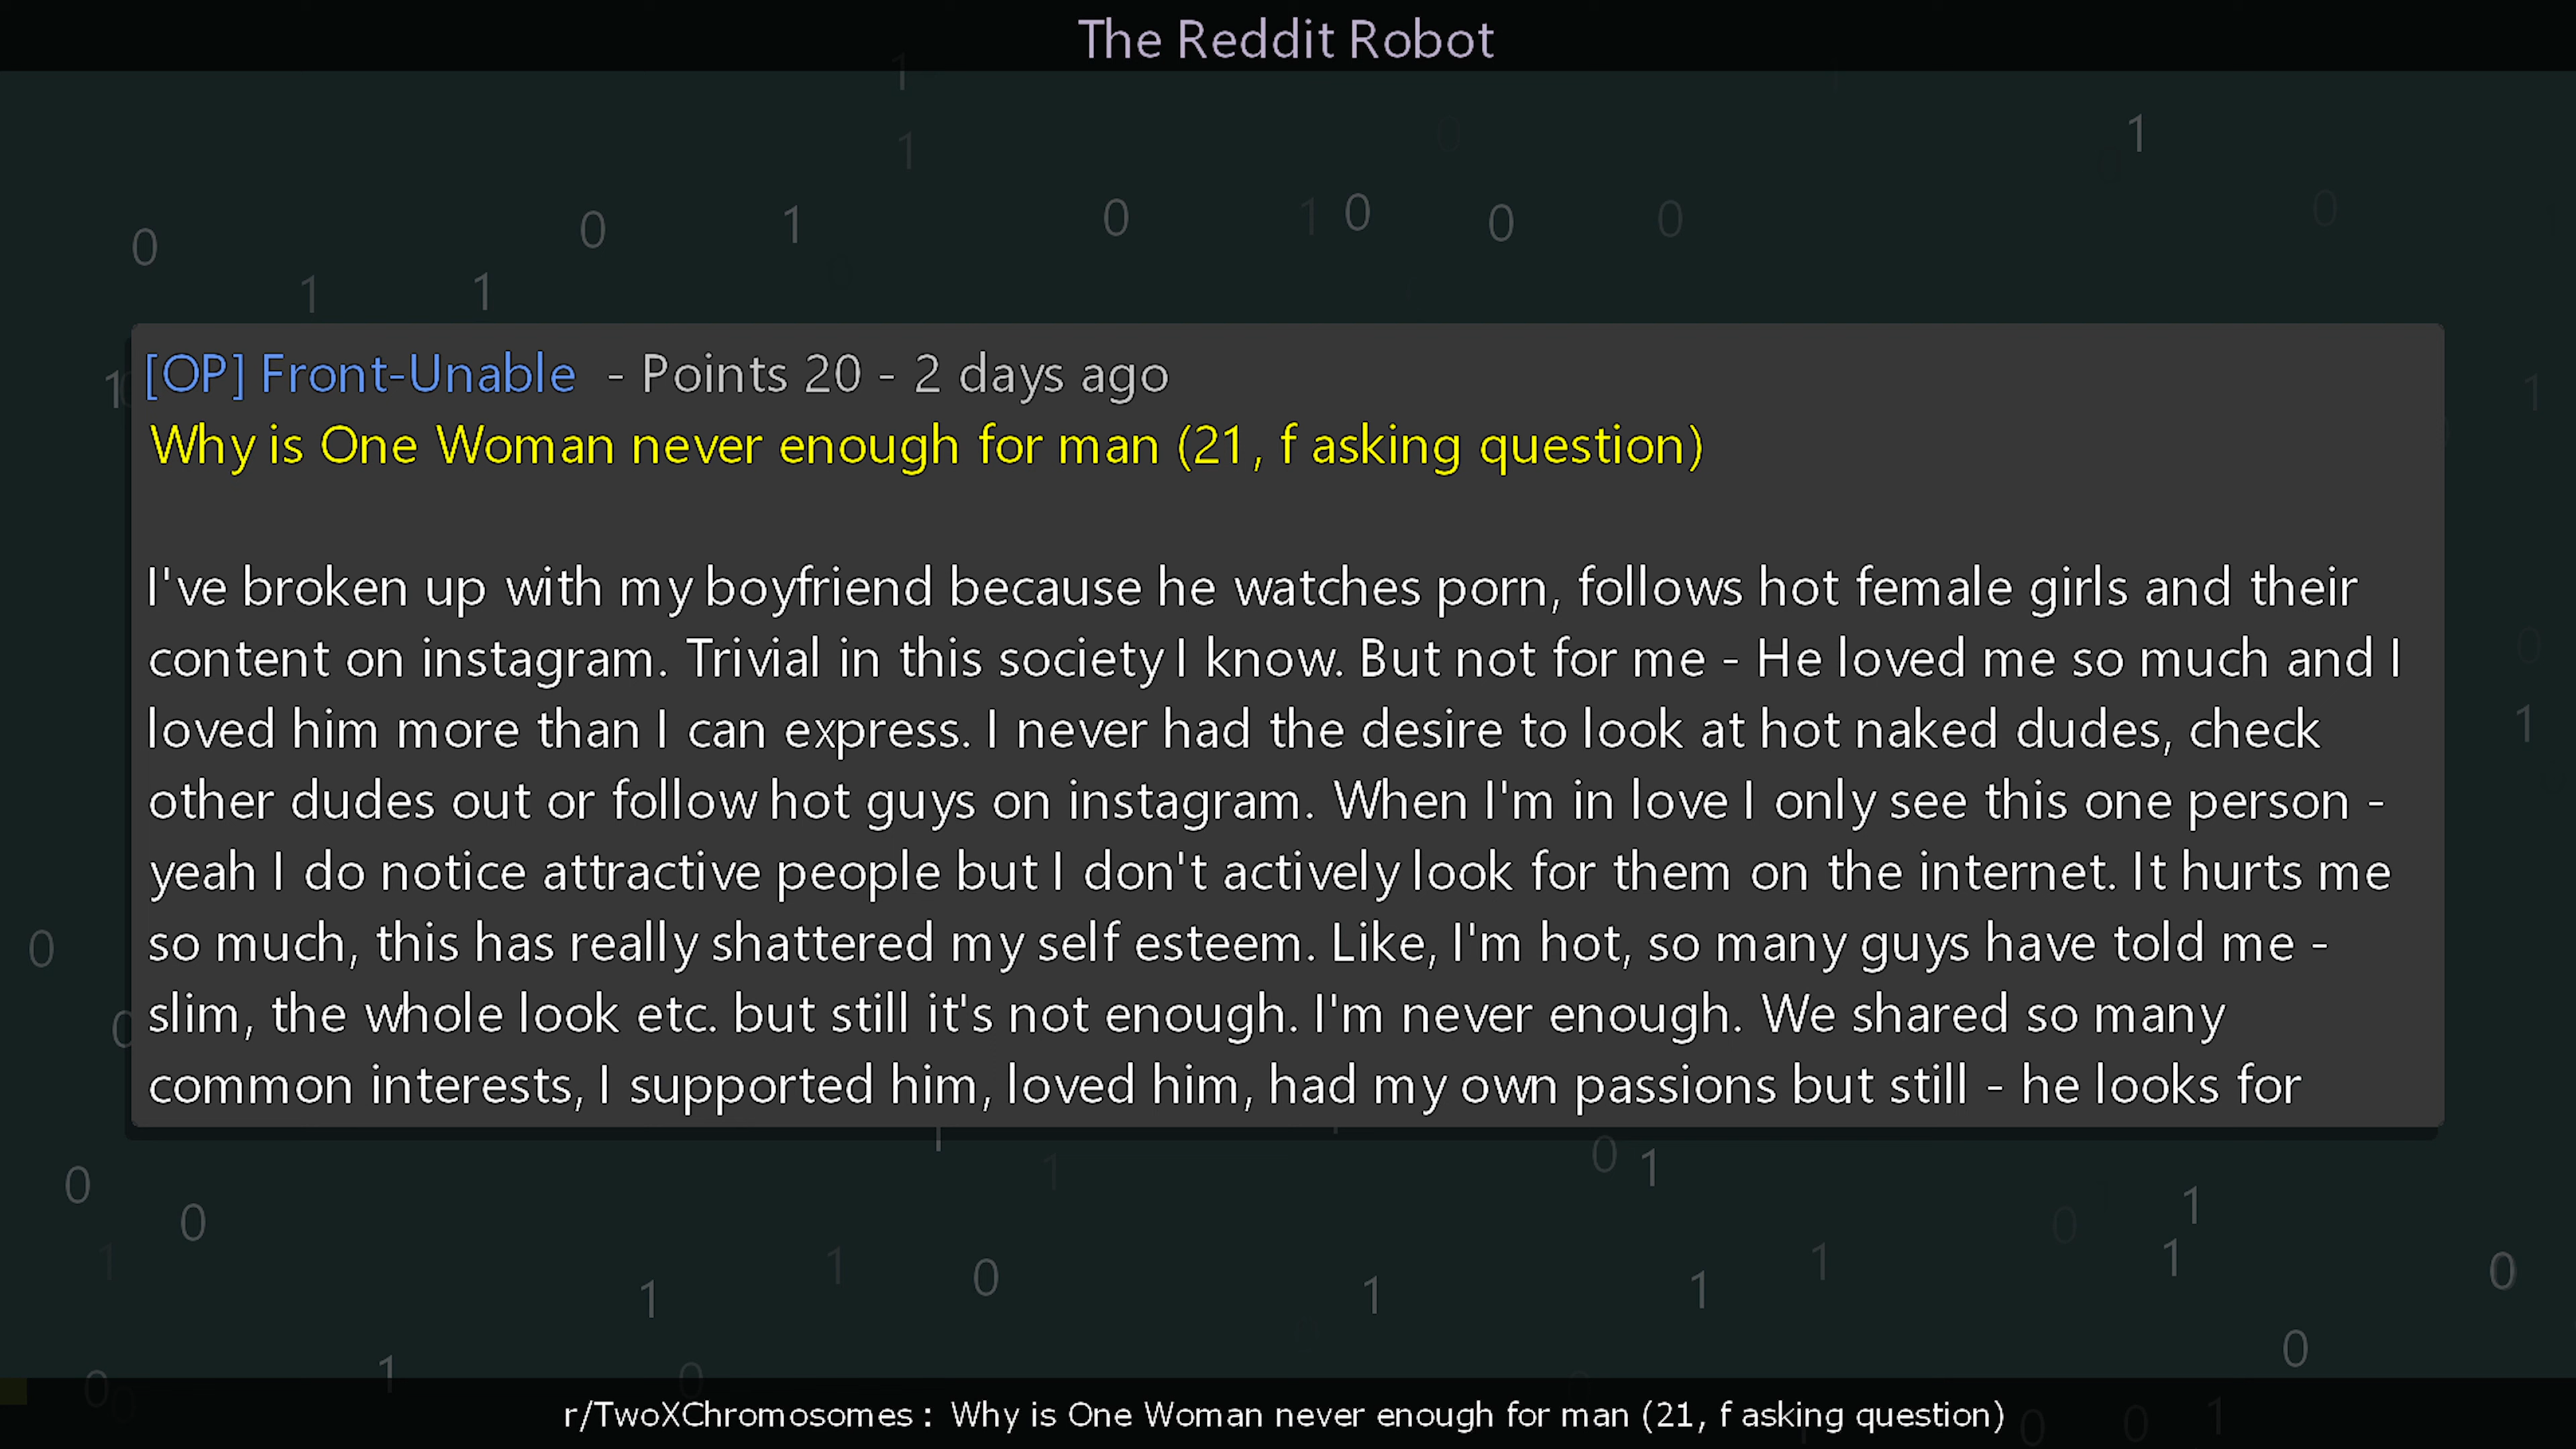 The Reddit Robot
[OP] Front-Unable - Points 20 - 2 days ago
Why is One Woman never enough for man (21, f asking question)
I've broken up with my boyfriend because he watches porn, follows hot female girls and their
content on instagram. Trivial in this society I know. But not for me - He loved me so much and I
loved him more than I can express. I never had the desire to look at hot naked dudes, check
other dudes out or follow hot guys on instagram. When I'm in love I only see this one person -
yeah I do notice attractive people but I don't actively look for them on the internet. It hurts me
so much, this has really shattered my self esteem. Like, I'm hot, so many guys have told me -
slim, the whole look etc. but still it's not enough. I'm never enough. We shared so many
common interests, I supported him, loved him, had my own passions but still - he looks for
r/TwoXChromosomes : Why is One Woman never enough for man (21, f asking question)